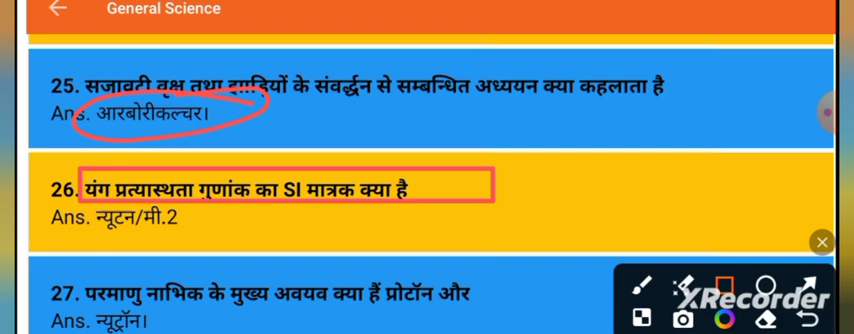 General Science
25. सजावटी वृक्ष तथा झाड़ियों के संवर्द्धन से सम्बन्धित अध्ययन क्या कहलाता है
Ans. आरबोरीकल्चर।
26. यंग प्रत्यास्थता गुणांक का SI मात्रक क्या है
Ans. न्यूटन/मी.2
27. परमाणु नाभिक के मुख्य अवयव क्या हैं प्रोटॉन और
Ans. न्यूट्रॉन।
XRecorder